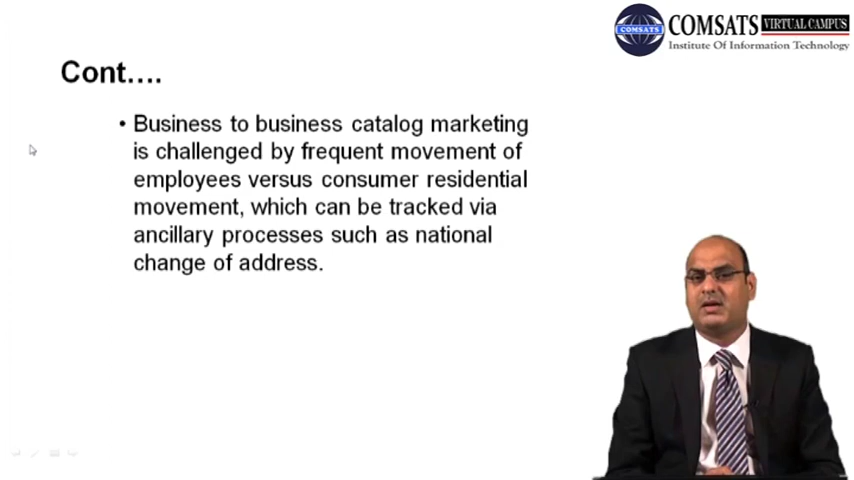 COMSATS
COMSATS VIRTUAL CAMPUS
Institute Of Information Technology
Cont....
• Business to business catalog marketing
is challenged by frequent movement of
employees versus consumer residential
movement, which can be tracked via
ancillary processes such as national
change of address.